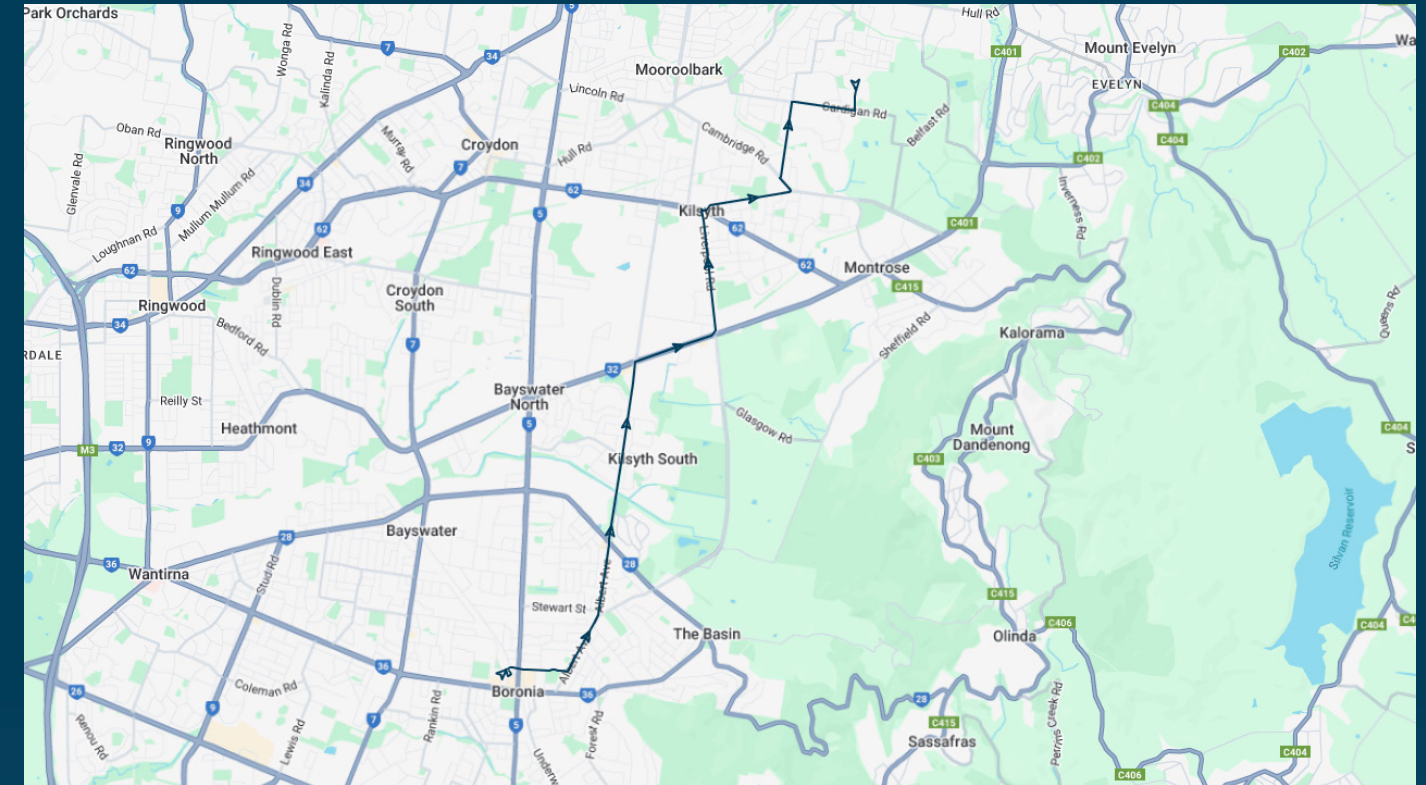 Park Orchards
5
Hull Rd
Wonga Rd
7
34
Kalinda Rd
Mooroolbark
C401
Mount Evelyn
C402
EVELYN
Lincoln Rd
Cardigan Rd
C404
Belfast Rd
C404
Oban Rd
Ringwood
North
Murray Rd
Croydon
Hull Rd
Cambridge Rd
C402
Glenvale Rd
34
7
62
Mullum Mullum Rd
9
5
Kilsyth
Inverness Rd
62
62
C401
Loughnan Rd
Ringwood East
Liverpool Rd
62
Montrose
62
C415
Dublin Rd
Croydon
South
Ringwood
34
Bedford Rd
7
Sheffield Rd
Kalorama
Queens Rd
RDALE
32
Bayswater
North
Reilly St
5
Glasgow Rd
Mount
Dandenong
C404
Heathmont
M3
32
9
Kilsyth South
C403
Silvan Reservoir
Bayswater
28
36
Wantirna
28
Stud Rd
Albert Ave
Stewart St
C415
The Basin
C406
C404
Olinda
36
Boronia
36
26
Coleman Rd
9
7
Rankin Rd
5
Forest Rd
28
C415
Perrins Creek Rd
Sassafras
Renou Rd
Lewis Rd
C404
C406